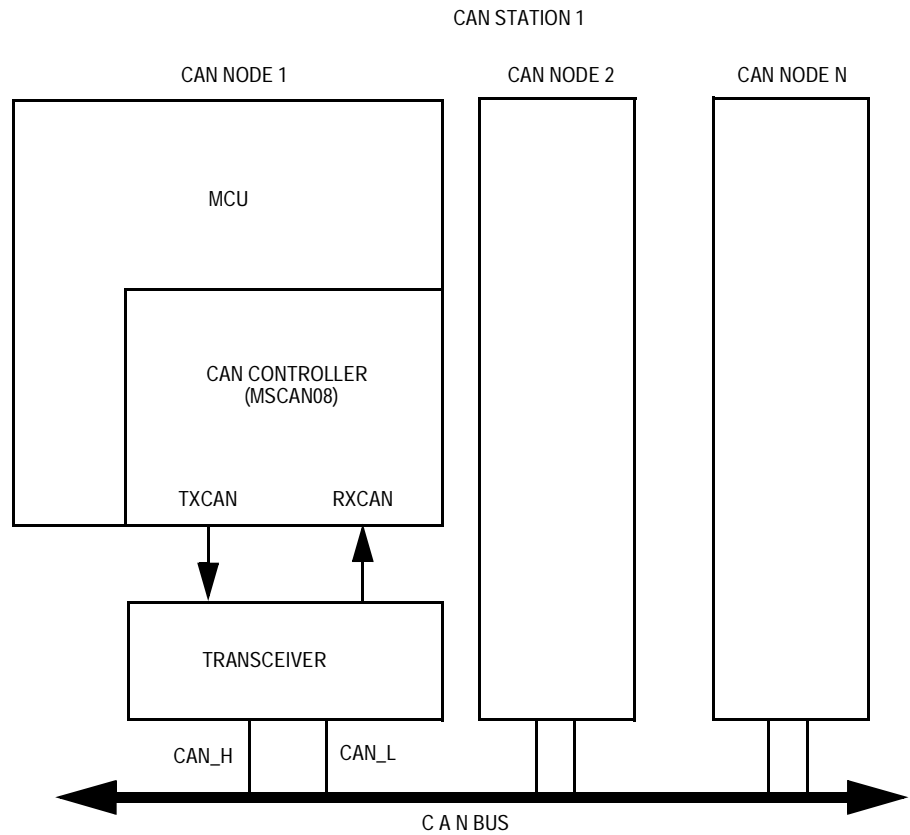 CAN STATION 1
CAN NODE 1
CAN NODE 2
CAN NODE N
MCU
CAN CONTROLLER
(MSCAN08)
TXCAN
RXCAN
TRANSCEIVER
CAN_H
CAN_L
C A N BUS